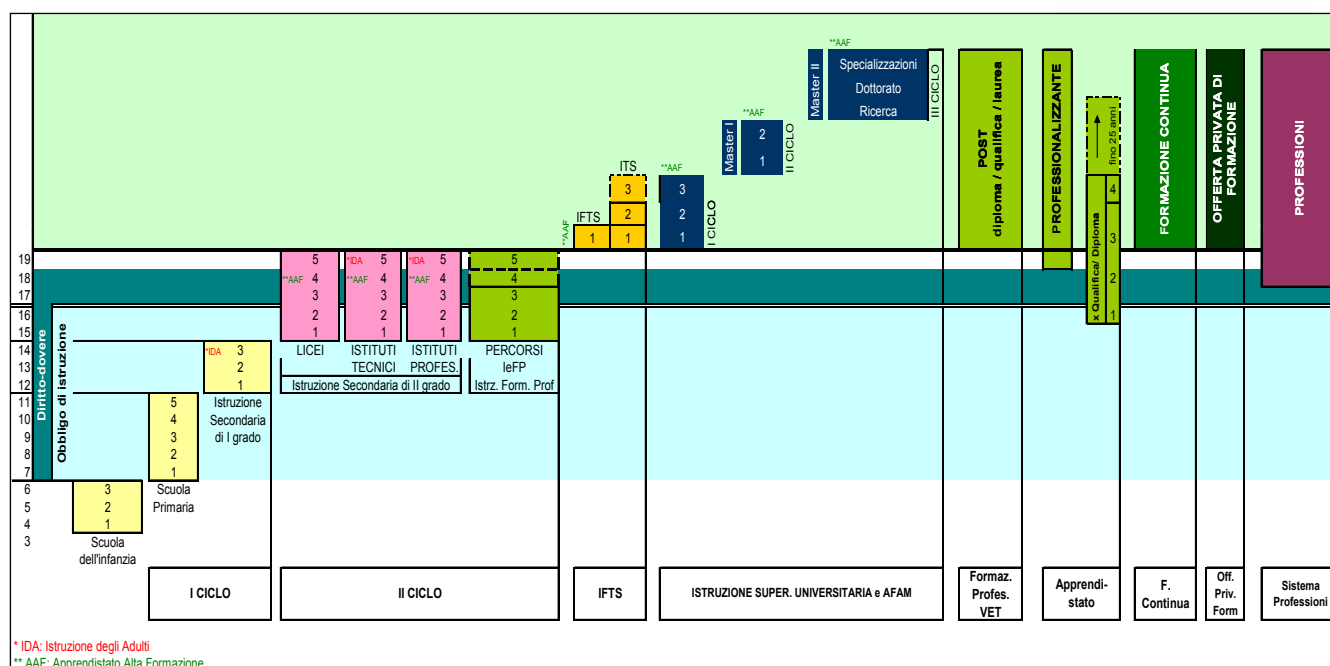 **AAF
Master II
Specializzazioni
Dottorato
Ricerca
III CICLO
Master I
**AAF
2
1
II CICLO
ITS
3
2
1
IFTS
1
**AAF
**AAF
3
2
1
I CICLO
POST
diploma / qualifica / laurea
PROFESSIONALIZZANTE
fino 25 anni
x Qualifica/ Diploma
4
3
2
1
FORMAZIONE CONTINUA
OFFERTA PRIVATA DI
FORMAZIONE
PROFESSIONI
19
18
17
16
15
14
13
12
11
10
9
8
7
6
5
4
3
Diritto-dovere
Obbligo di istruzione
5
**AAF 4
3
2
1
LICEI
*IDA 5
**AAF 4
3
2
1
ISTITUTI
TECNICI
*IDA 5
**AAF 4
3
2
1
ISTITUTI
PROFES.
Istruzione Secondaria di II grado
5
4
3
2
1
PERCORSI
IeFP
Istrz. Form. Prof
*IDA 3
2
1
Istruzione
Secondaria
di I grado
5
4
3
2
1
Scuola
Primaria
3
2
1
Scuola
dell'infanzia
I CICLO
II CICLO
IFTS
ISTRUZIONE SUPER. UNIVERSITARIA e AFAM
Formaz.
Profes.
VET
Apprendi-
stato
F.
Continua
Off.
Priv.
Form
Sistema
Professioni
* IDA: Istruzione degli Adulti
** AAF: Apprendistato Alta Formazione